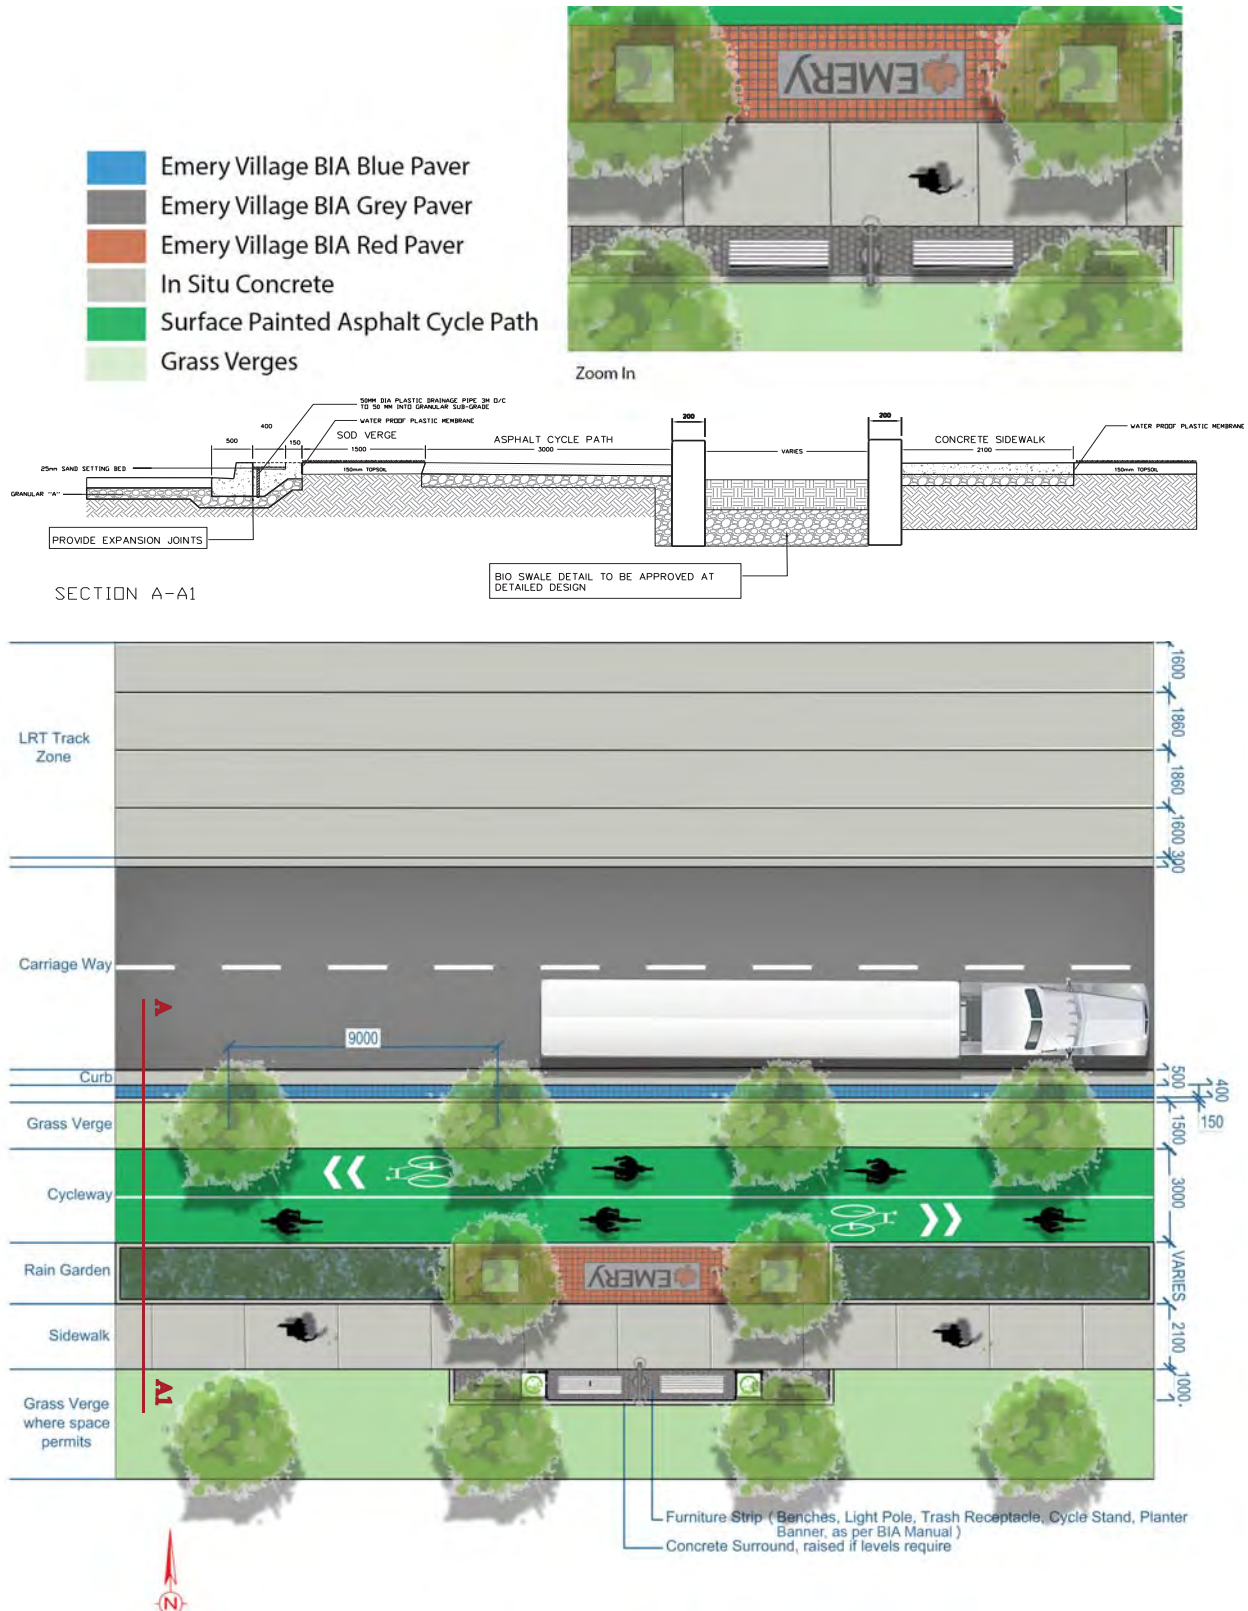 EMERY
Emery Village BIA Blue Paver
Emery Village BIA Grey Paver
Emery Village BIA Red Paver
In Situ Concrete
Surface Painted Asphalt Cycle Path
Grass Verges
Zoom In
50MM DIA PLASTIC DRAINAGE PIPE 3M O/C
TO 50 MM INTO GRANULAR SUB-GRADE
WATER PROOF PLASTIC MEMBRANE
400
500
150
SOD VERGE
1500
ASPHALT CYCLE PATH
3000
200
VARIES
200
CONCRETE SIDEWALK
2100
WATER PROOF PLASTIC MEMBRANE
25mm SAND SETTING BED
150mm TOPSOIL
150mm TOPSOIL
GRANULAR "A"
PROVIDE EXPANSION JOINTS
BIO SWALE DETAIL TO BE APPROVED AT
DETAILED DESIGN
SECTION A-A1
1600
1860
LRT Track
Zone
1860
1600
300
Carriage Way
A
9000
Curb
500
400
150
Grass Verge
1500
Cycleway
3000
Rain Garden
EMERY
VARIES
Sidewalk
2100
A1
1000
Grass Verge
where space
permits
Furniture Strip ( Benches, Light Pole, Trash Receptacle, Cycle Stand, Planter
Banner, as per BIA Manual )
Concrete Surround, raised if levels require
N